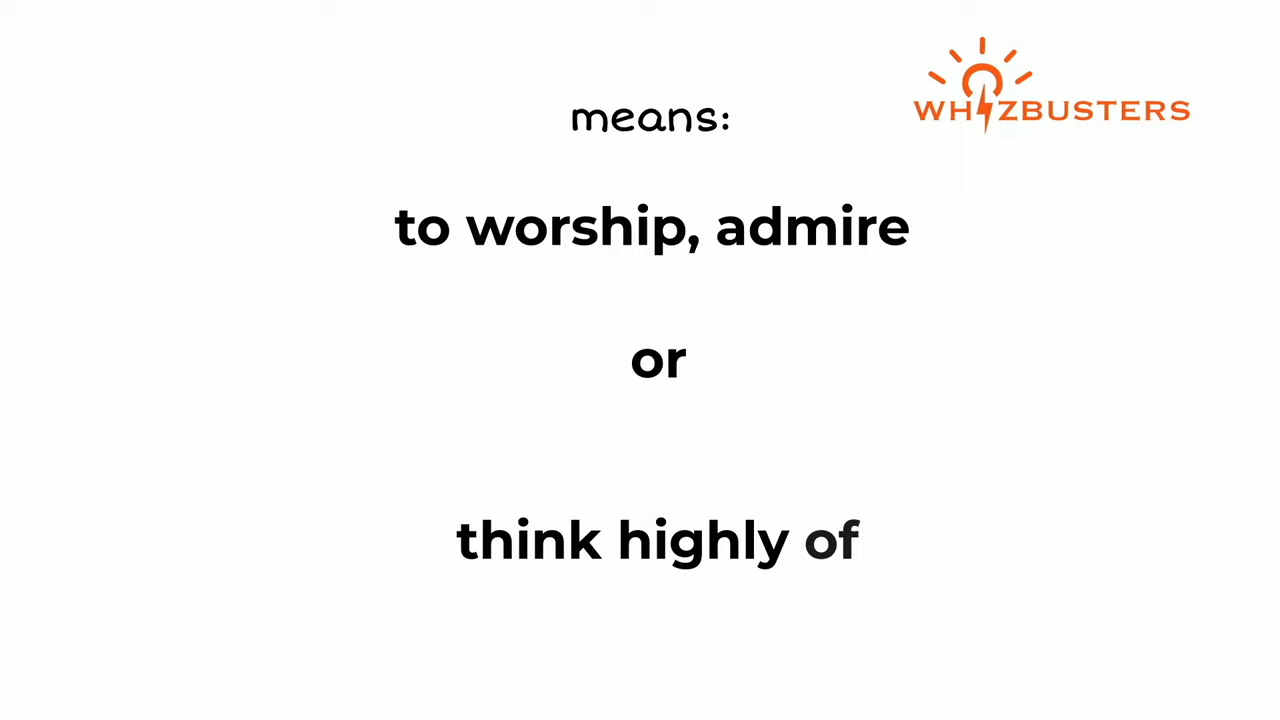 WHIZBUSTERS
means:
to worship, admire
or
think highly of